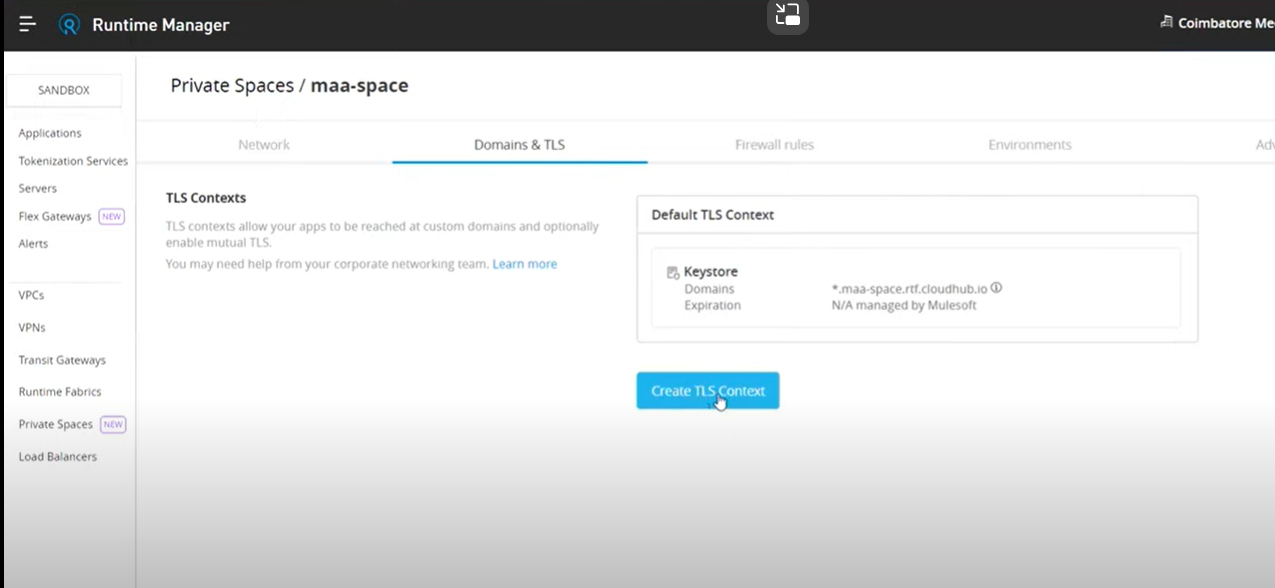 Runtime Manager
Coimbatore Me
SANDBOX
Applications
Tokenization Services
Servers
Flex Gateways NEW
Alerts
VPCs
VPNs
Transit Gateways
Runtime Fabrics
Private Spaces NEW
Load Balancers
Private Spaces / maa-space
Network
Domains & TLS
Firewall rules
Environments
Adv
TLS Contexts
TLS contexts allow your apps to be reached at custom domains and optionally
enable mutual TLS.
You may need help from your corporate networking team. Learn more
Default TLS Context
Keystore
Domains *.maa-space.rtf.cloudhub.io
Expiration N/A managed by Mulesoft
Create TLS Context